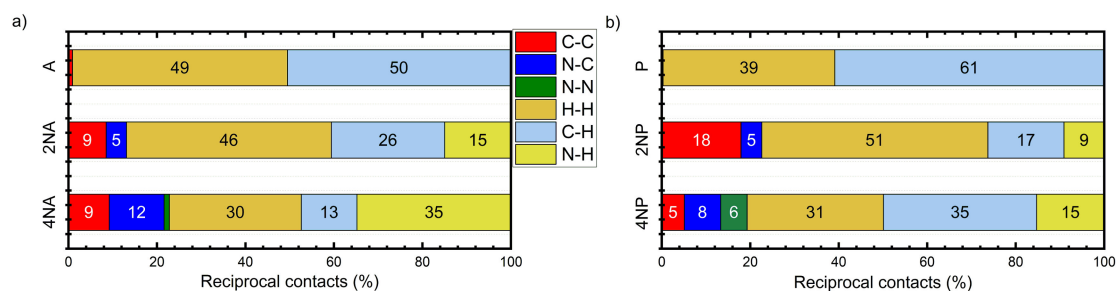 a)
A
49 50
2NA
9 5 46 26 15
4NA
9 12 30 13 35
0 20 40 60 80 100
Reciprocal contacts (%)
C-C
N-C
N-N
H-H
C-H
N-H
b)
P
39 61
2NP
18 5 51 17 9
4NP
5 8 6 31 35 15
0 20 40 60 80 100
Reciprocal contacts (%)